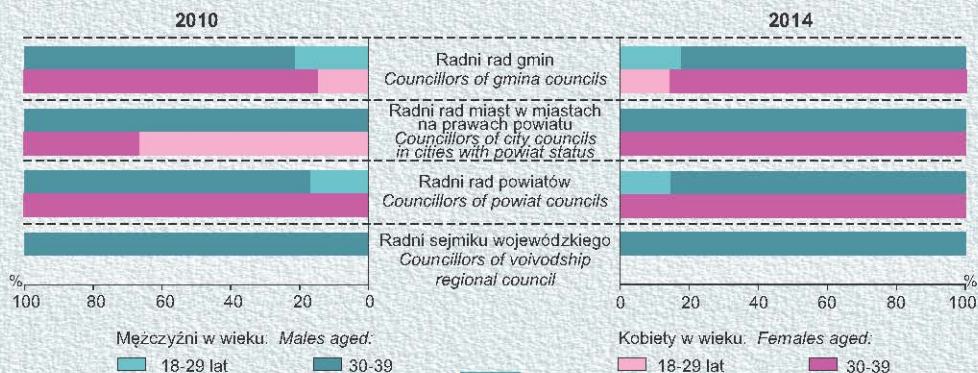 2010
2014
Radni rad gmin
Councillors of gmina councils
Radni rad miast w miastach
na prawach powiatu
Councillors of city councils
in cities with powiat status
Radni rad powiatów
Councillors of powiat councils
Radni sejmiku wojewódzkiego
Councillors of voivodship
regional council
%
100 80 60 40 20 0
%
0 20 40 60 80 100
Mężczyźni w wieku: Males aged:
18-29 lat 30-39
Kobiety w wieku: Females aged:
18-29 lat 30-39